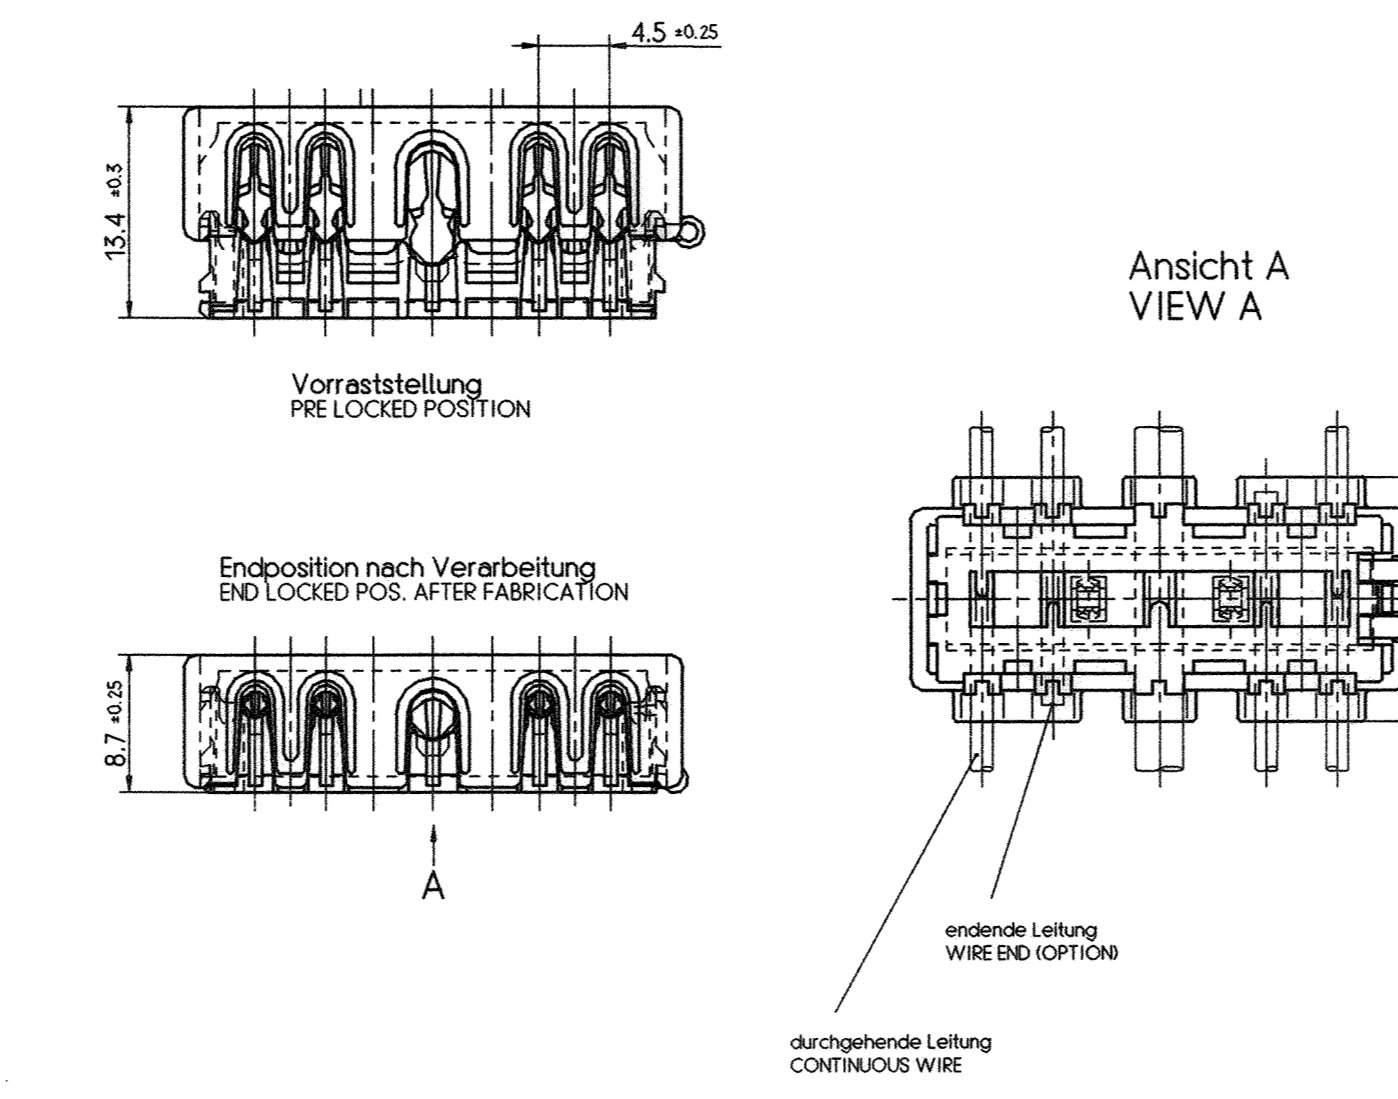 4.5 ±0.25
13.4 ±0.3
Vorraststellung
PRE LOCKED POSITION
Ansicht A
VIEW A
Endposition nach Verarbeitung
END LOCKED POS. AFTER FABRICATION
8.7 ±0.25
A
endende Leitung
WIRE END (OPTION)
durchgehende Leitung
CONTINUOUS WIRE